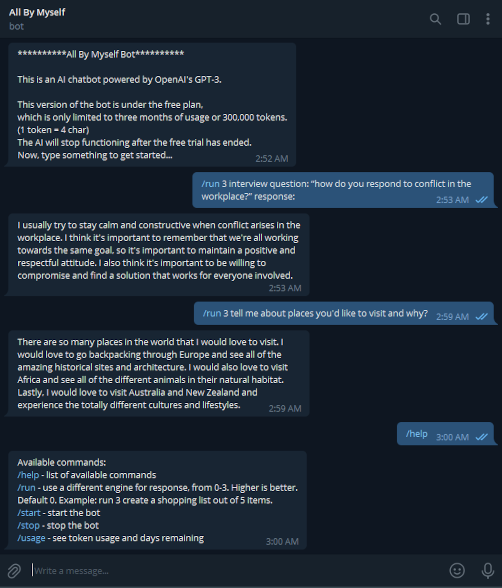 All By Myself
bot
**********All By Myself Bot**********
This is an AI chatbot powered by OpenAI's GPT-3.
This version of the bot is under the free plan,
which is only limited to three months of usage or 300,000 tokens.
(1 token = 4 char)
The AI will stop functioning after the free trial has ended.
Now, type something to get started...
2:52 AM
/run 3 interview question: “how do you respond to conflict in the
workplace?” response:
2:53 AM
I usually try to stay calm and constructive when conflict arises in the
workplace. I think it's important to remember that we're all working
towards the same goal, so it's important to maintain a positive and
respectful attitude. I also think it's important to be willing to
compromise and find a solution that works for everyone involved.
2:53 AM
/run 3 tell me about places you'd like to visit and why?
2:59 AM
There are so many places in the world that I would love to visit. I
would love to go backpacking through Europe and see all of the
amazing historical sites and architecture. I would also love to visit
Africa and see all of the different animals in their natural habitat.
Lastly, I would love to visit Australia and New Zealand and
experience the totally different cultures and lifestyles.
2:59 AM
/help
3:00 AM
Available commands:
/help - list of available commands
/run - use a different engine for response, from 0-3. Higher is better.
Default 0. Example: run 3 create a shopping list out of 5 items.
/start - start the bot
/stop - stop the bot
/usage - see token usage and days remaining
3:00 AM
Write a message...